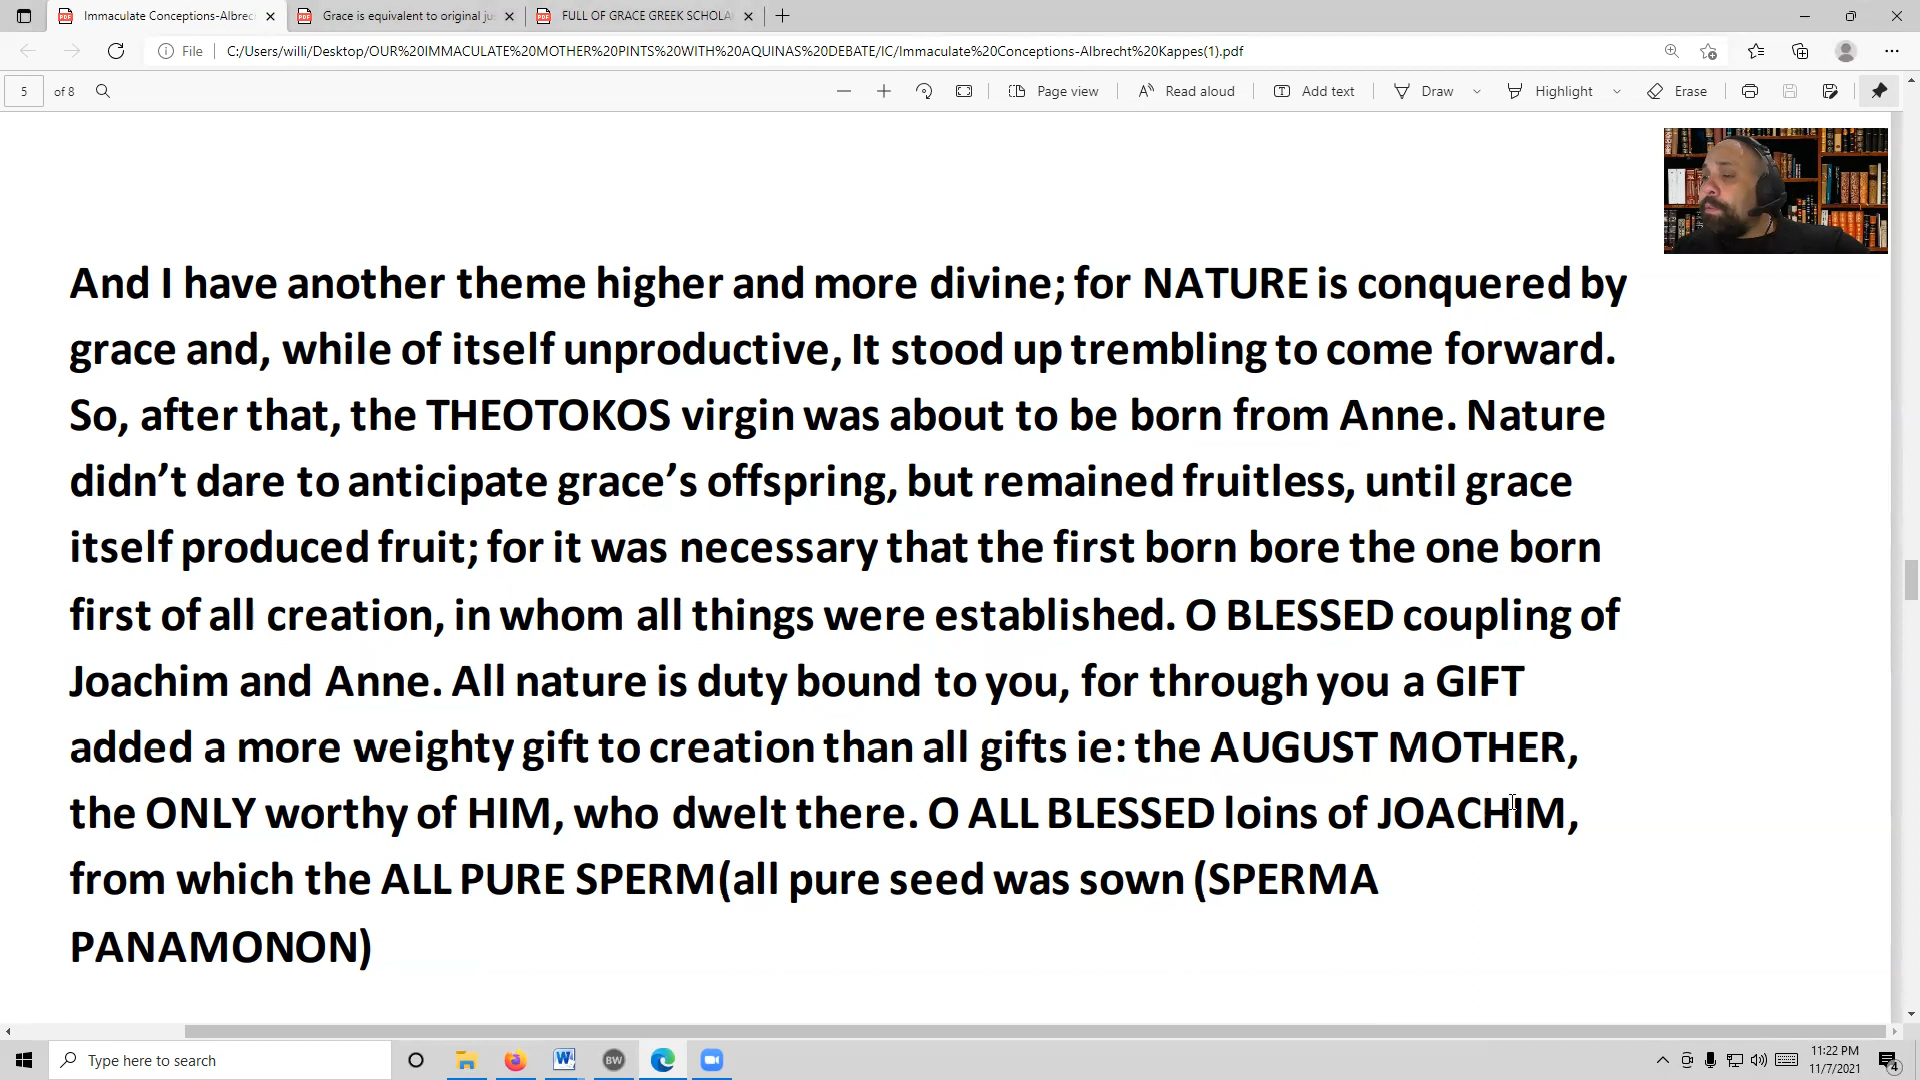 Immaculate Conceptions-Albrec
Grace is equivalent to original ju
FULL OF GRACE GREEK SCHOLA
File
C:/Users/willi/Desktop/OUR%20IMMACULATE%20MOTHER%20PINTS%20WITH%20AQUINAS%20DEBATE/IC/Immaculate%20Conceptions-Albrecht%20Kappes(1).pdf
5 of 8
Page view
Read aloud
Add text
Draw
Highlight
Erase
And I have another theme higher and more divine; for NATURE is conquered by
grace and, while of itself unproductive, It stood up trembling to come forward.
So, after that, the THEOTOKOS virgin was about to be born from Anne. Nature
didn’t dare to anticipate grace’s offspring, but remained fruitless, until grace
itself produced fruit; for it was necessary that the first born bore the one born
first of all creation, in whom all things were established. O BLESSED coupling of
Joachim and Anne. All nature is duty bound to you, for through you a GIFT
added a more weighty gift to creation than all gifts ie: the AUGUST MOTHER,
the ONLY worthy of HIM, who dwelt there. O ALL BLESSED loins of JOACHIM,
from which the ALL PURE SPERM(all pure seed was sown (SPERMA
PANAMONON)
Type here to search
W
BW
11:22 PM
11/7/2021
4